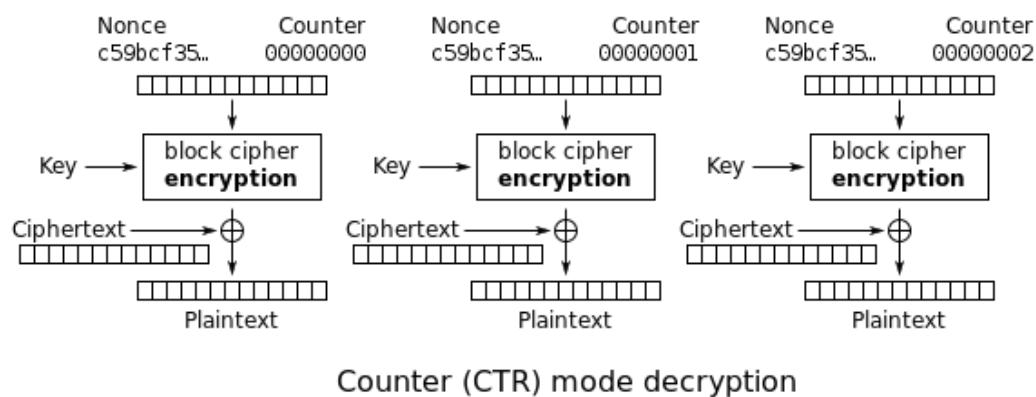 Nonce Counter Nonce Counter Nonce Counter
c59bcf35… 00000000 c59bcf35… 00000001 c59bcf35… 00000002
block cipher block cipher block cipher
Key encryption Key encryption Key encryption
Ciphertext Ciphertext Ciphertext
Plaintext Plaintext Plaintext
Counter (CTR) mode decryption